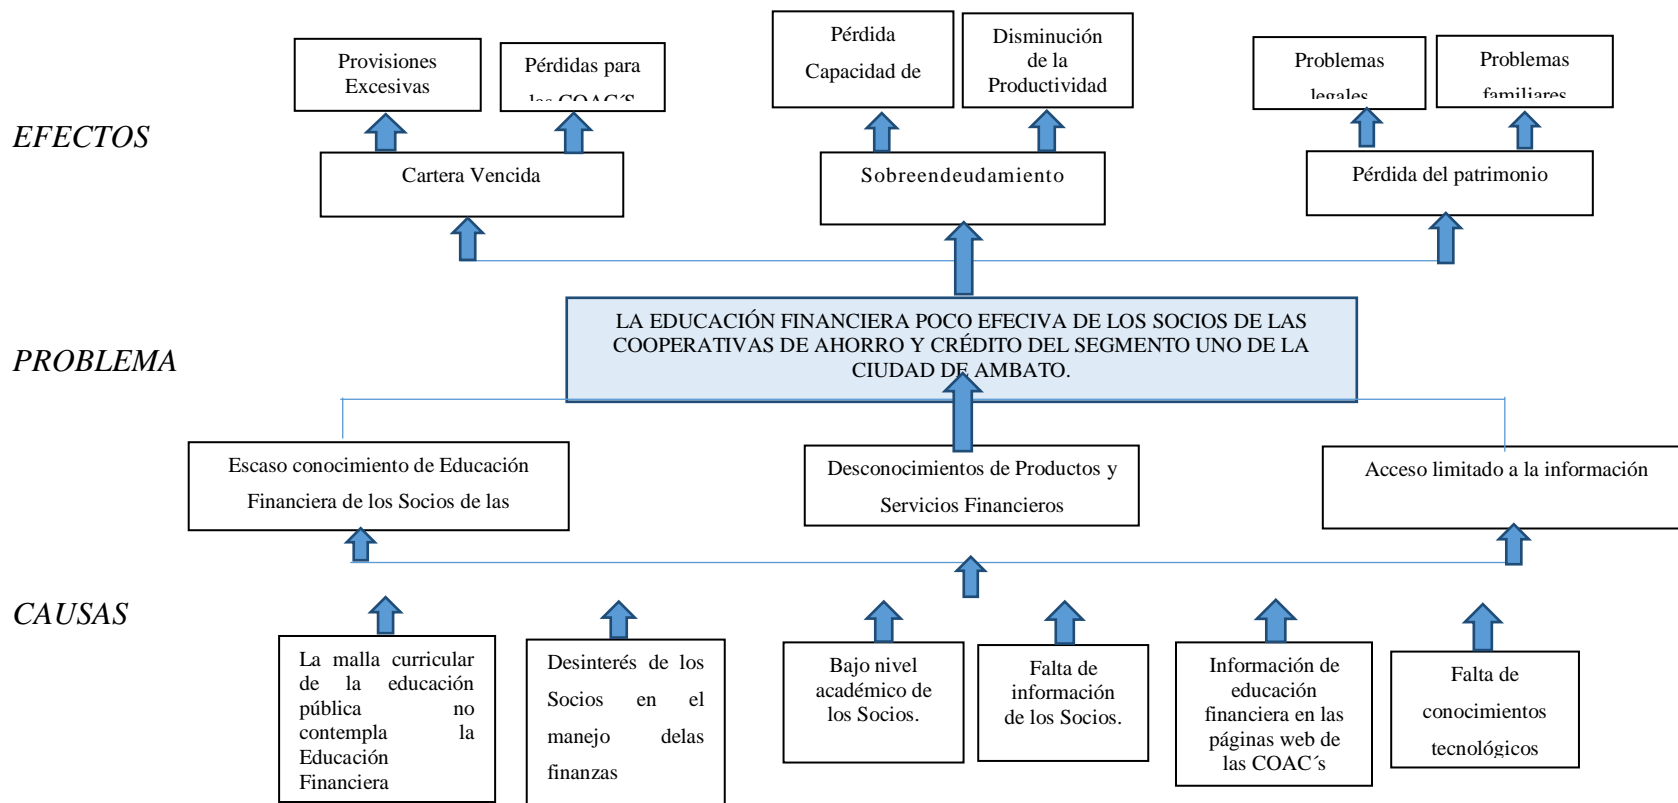 Provisiones
Excesivas
Pérdidas para
las COAC´S
Pérdida
Capacidad de
Disminución
de la
Productividad
Problemas
legales
Problemas
familiares
EFECTOS
Cartera Vencida
Sobreendeudamiento
Pérdida del patrimonio
PROBLEMA
LA EDUCACIÓN FINANCIERA POCO EFECIVA DE LOS SOCIOS DE LAS
COOPERATIVAS DE AHORRO Y CRÉDITO DEL SEGMENTO UNO DE LA
CIUDAD DE AMBATO.
Escaso conocimiento de Educación
Financiera de los Socios de las
Desconocimientos de Productos y
Servicios Financieros
Acceso limitado a la información
CAUSAS
La malla curricular
de la educación
pública no
contempla la
Educación
Financiera
Desinterés de los
Socios en el
manejo delas
finanzas
Bajo nivel
académico de
los Socios.
Falta de
información
de los Socios.
Información de
educación
financiera en las
páginas web de
las COAC´s
Falta de
conocimientos
tecnológicos